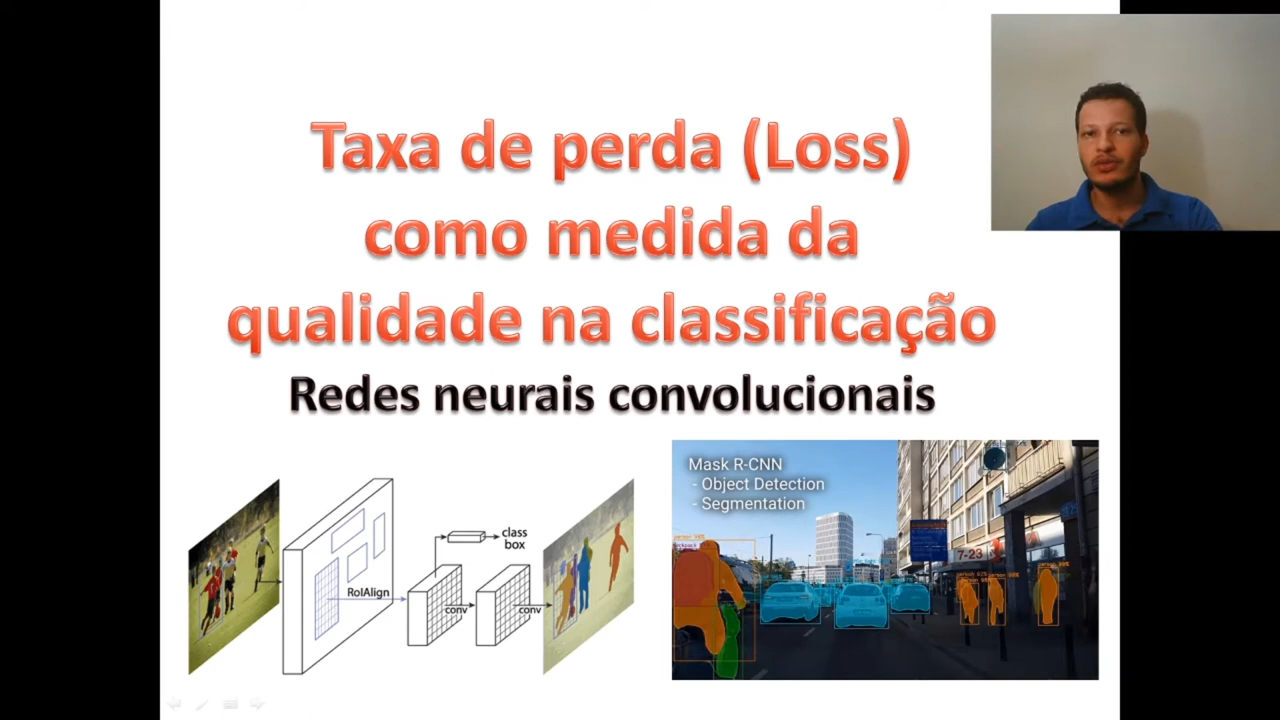 Taxa de perda (Loss)
como medida da
qualidade na classificação
Redes neurais convolucionais
class
box
RoIAlign
conv
conv
Mask R-CNN
- Object Detection
- Segmentation
7-23